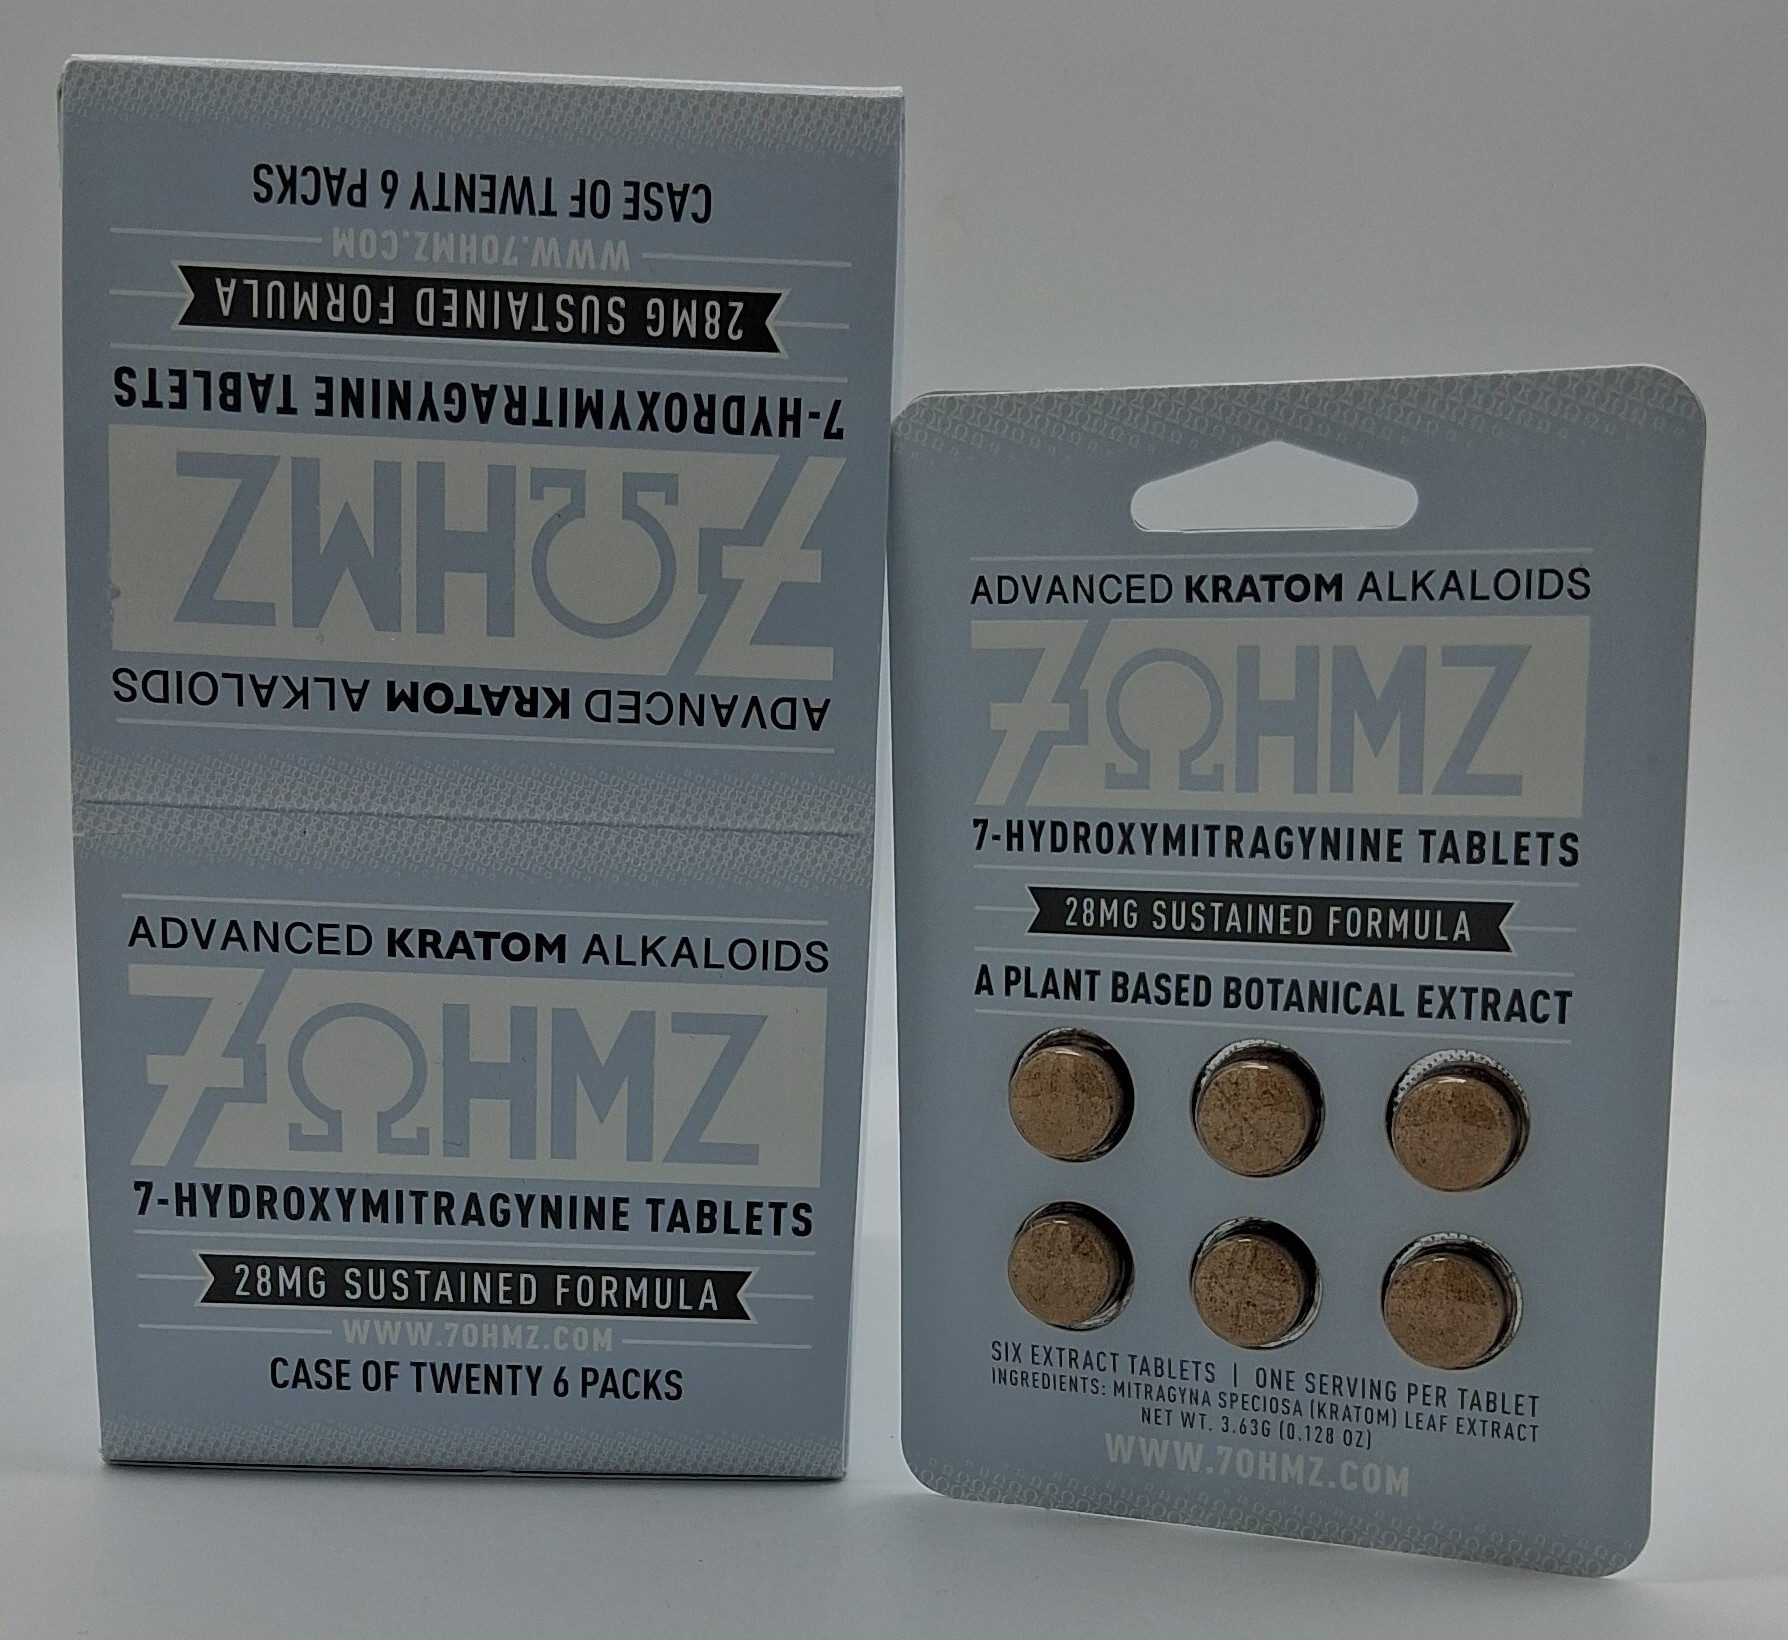 CASE OF TWENTY 6 PACKS
WWW.7OHMZ.COM
28MG SUSTAINED FORMULA
7-HYDROXYMITRAGYNINE TABLETS
7ΩHMZ
ADVANCED KRATOM ALKALOIDS
ADVANCED KRATOM ALKALOIDS
7ΩHMZ
7-HYDROXYMITRAGYNINE TABLETS
28MG SUSTAINED FORMULA
WWW.7OHMZ.COM
CASE OF TWENTY 6 PACKS
ADVANCED KRATOM ALKALOIDS
7ΩHMZ
7-HYDROXYMITRAGYNINE TABLETS
28MG SUSTAINED FORMULA
A PLANT BASED BOTANICAL EXTRACT
SIX EXTRACT TABLETS | ONE SERVING PER TABLET
INGREDIENTS: MITRAGYNA SPECIOSA (KRATOM) LEAF EXTRACT
NET WT. 3.63G (0.128 OZ)
WWW.7OHMZ.COM